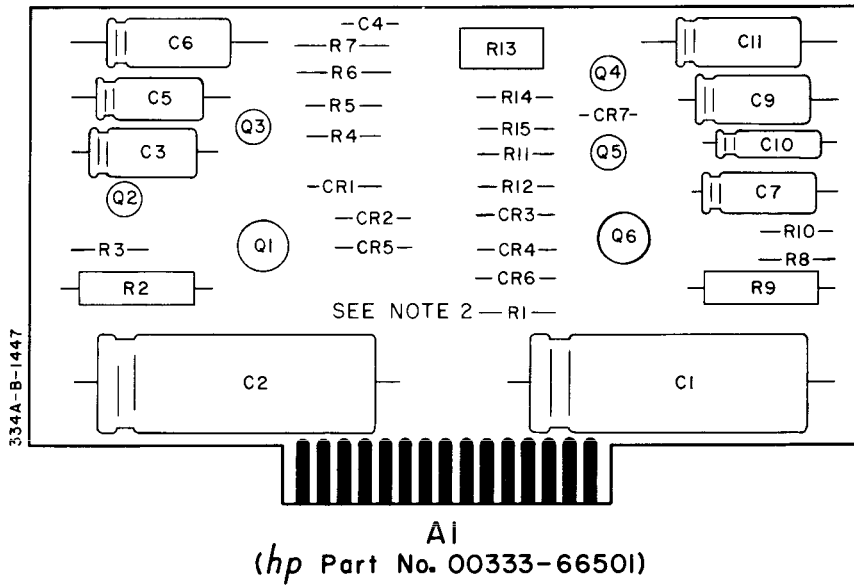 C4
C6
R7
R13
C11
R6
Q4
C5
R14
C9
R5
CR7
Q3
R15
R4
C3
R11
Q5
C10
CR1
R12
Q2
C7
CR2
CR3
R10
Q1
Q6
R3
CR5
CR4
R8
R2
CR6
R9
SEE NOTE 2 R1
C2
C1
334A-B-1447
A1
(hp Part No. 00333-66501)